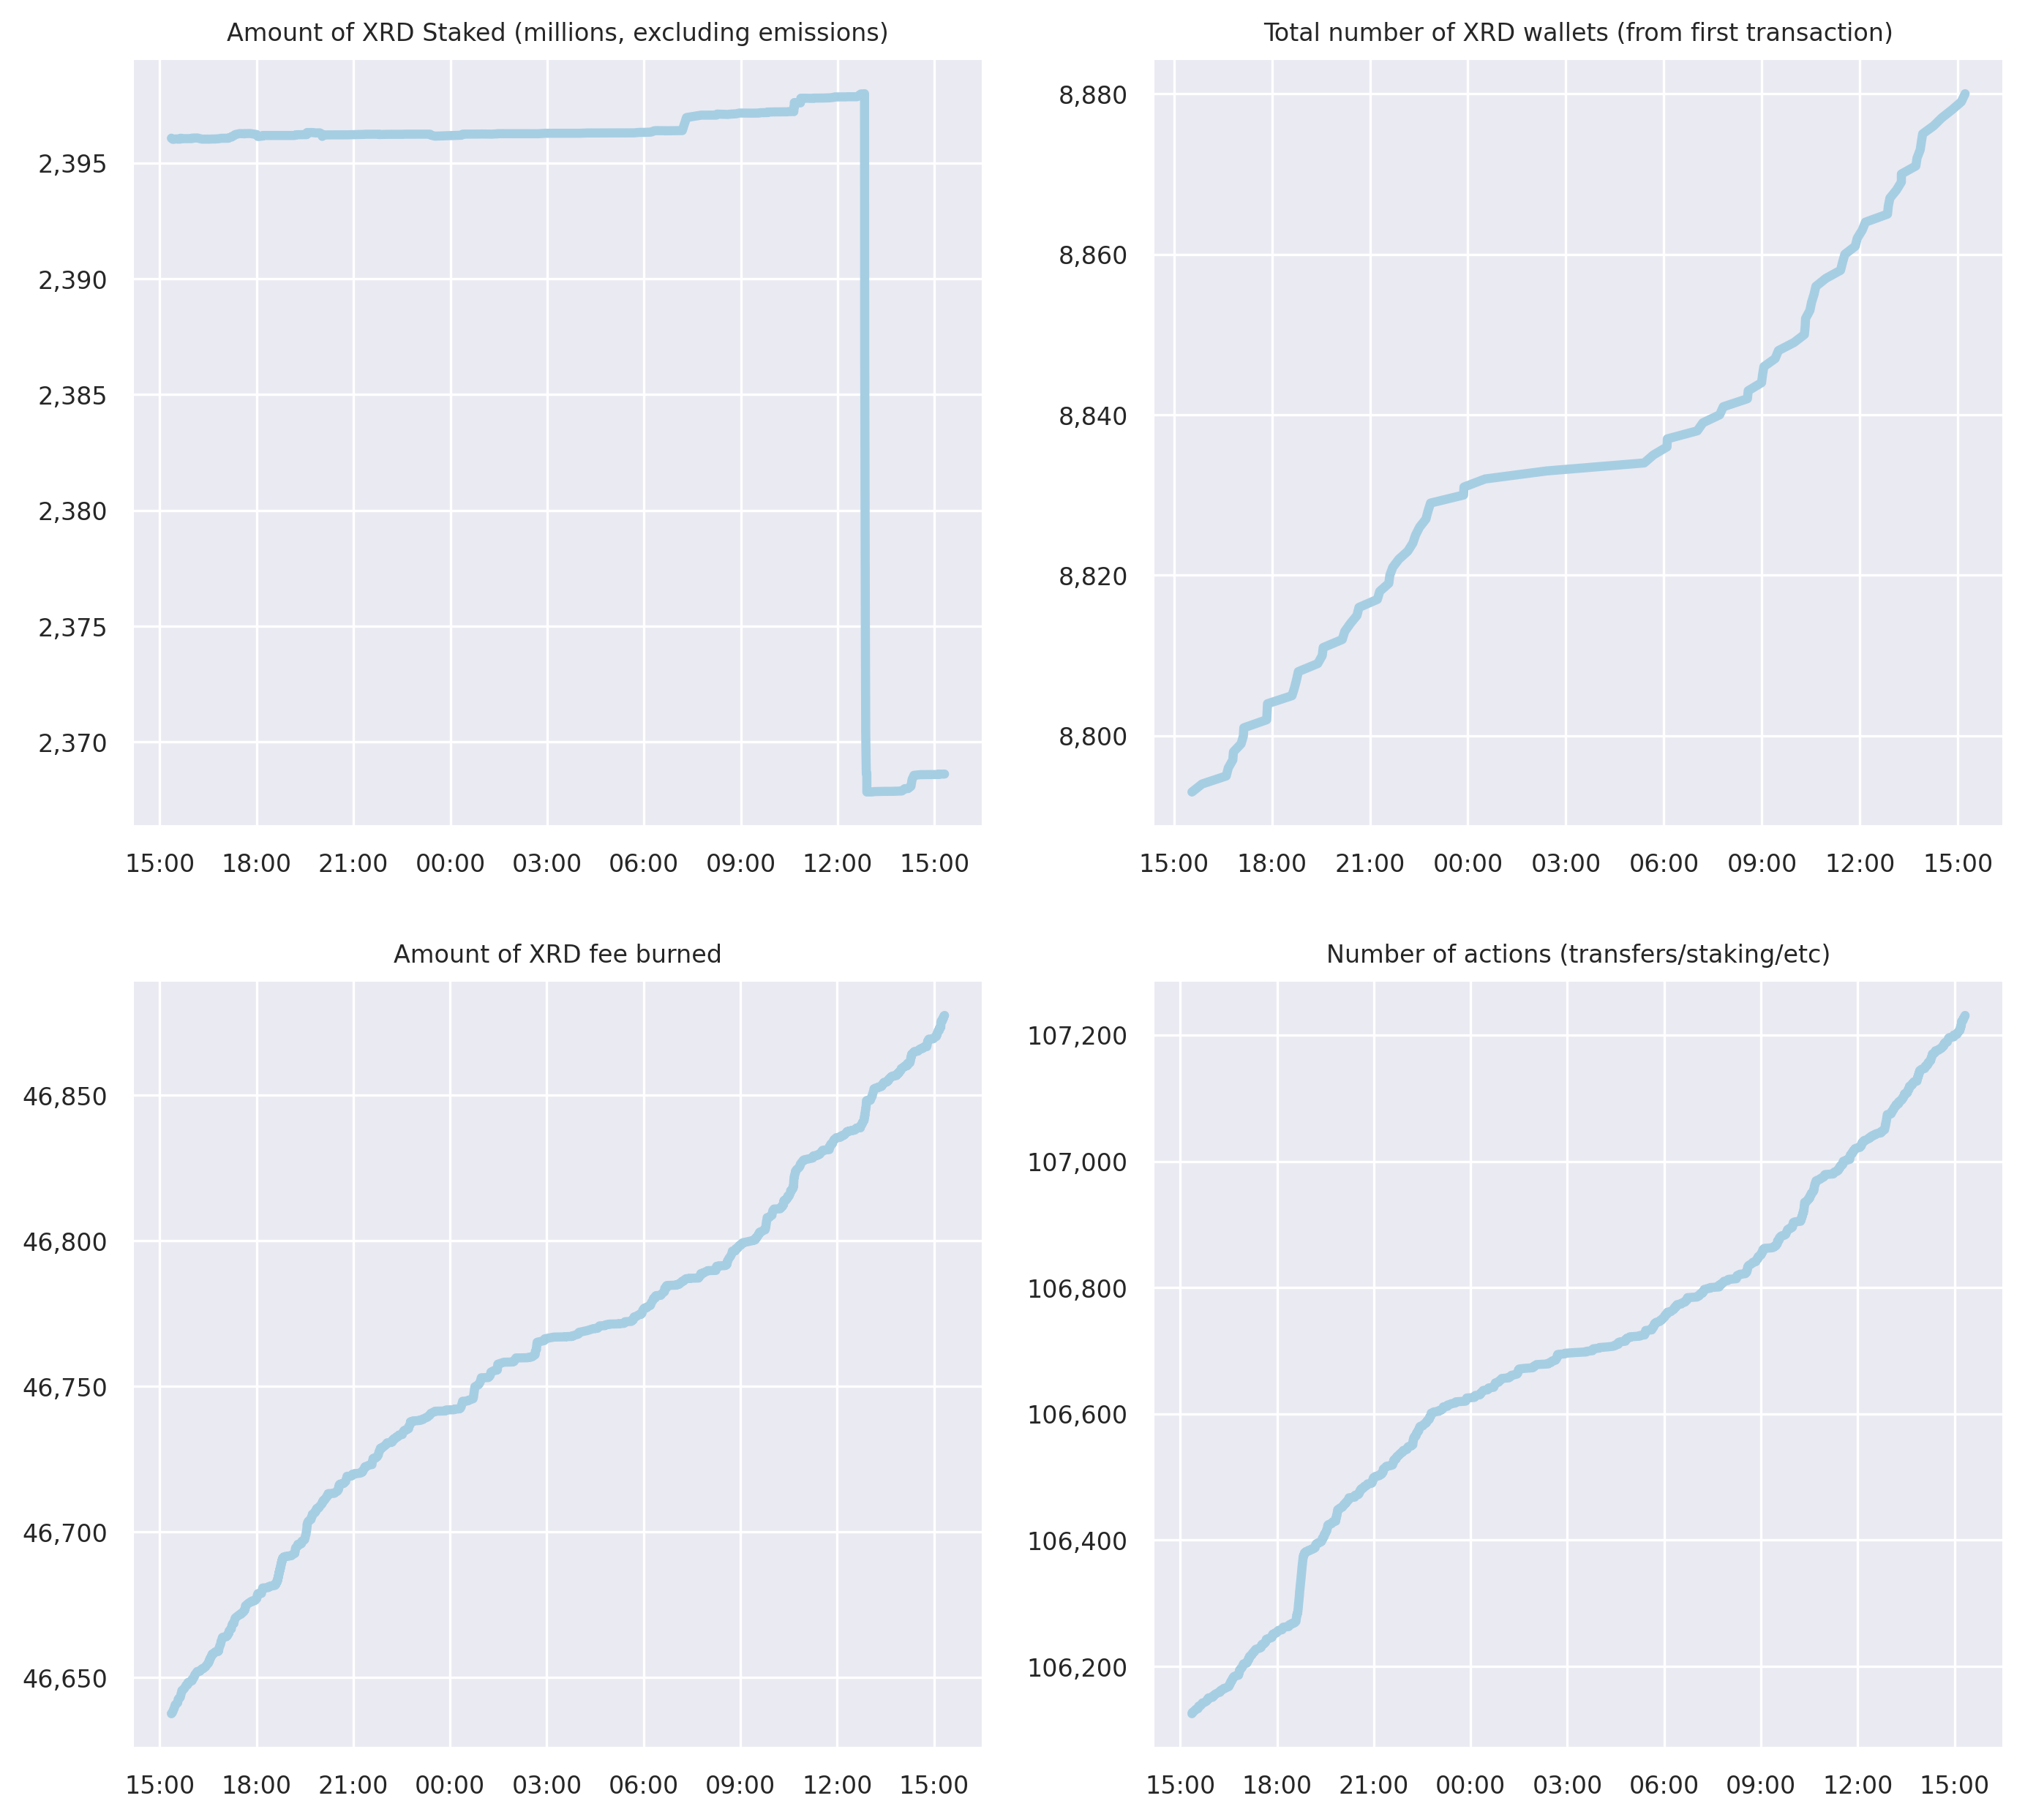 Amount of XRD Staked (millions, excluding emissions)
2,395
2,390
2,385
2,380
2,375
2,370
15:00 18:00 21:00 00:00 03:00 06:00 09:00 12:00 15:00
Total number of XRD wallets (from first transaction)
8,880
8,860
8,840
8,820
8,800
15:00 18:00 21:00 00:00 03:00 06:00 09:00 12:00 15:00
Amount of XRD fee burned
46,850
46,800
46,750
46,700
46,650
15:00 18:00 21:00 00:00 03:00 06:00 09:00 12:00 15:00
Number of actions (transfers/staking/etc)
107,200
107,000
106,800
106,600
106,400
106,200
15:00 18:00 21:00 00:00 03:00 06:00 09:00 12:00 15:00